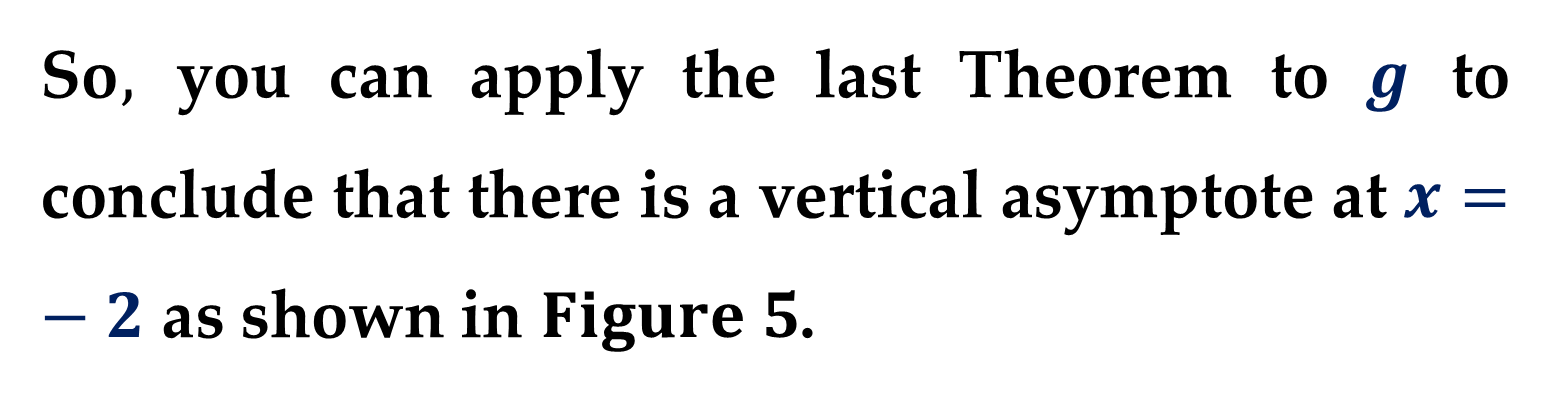 So, you can apply the last Theorem to g to
conclude that there is a vertical asymptote at x =
− 2 as shown in Figure 5.